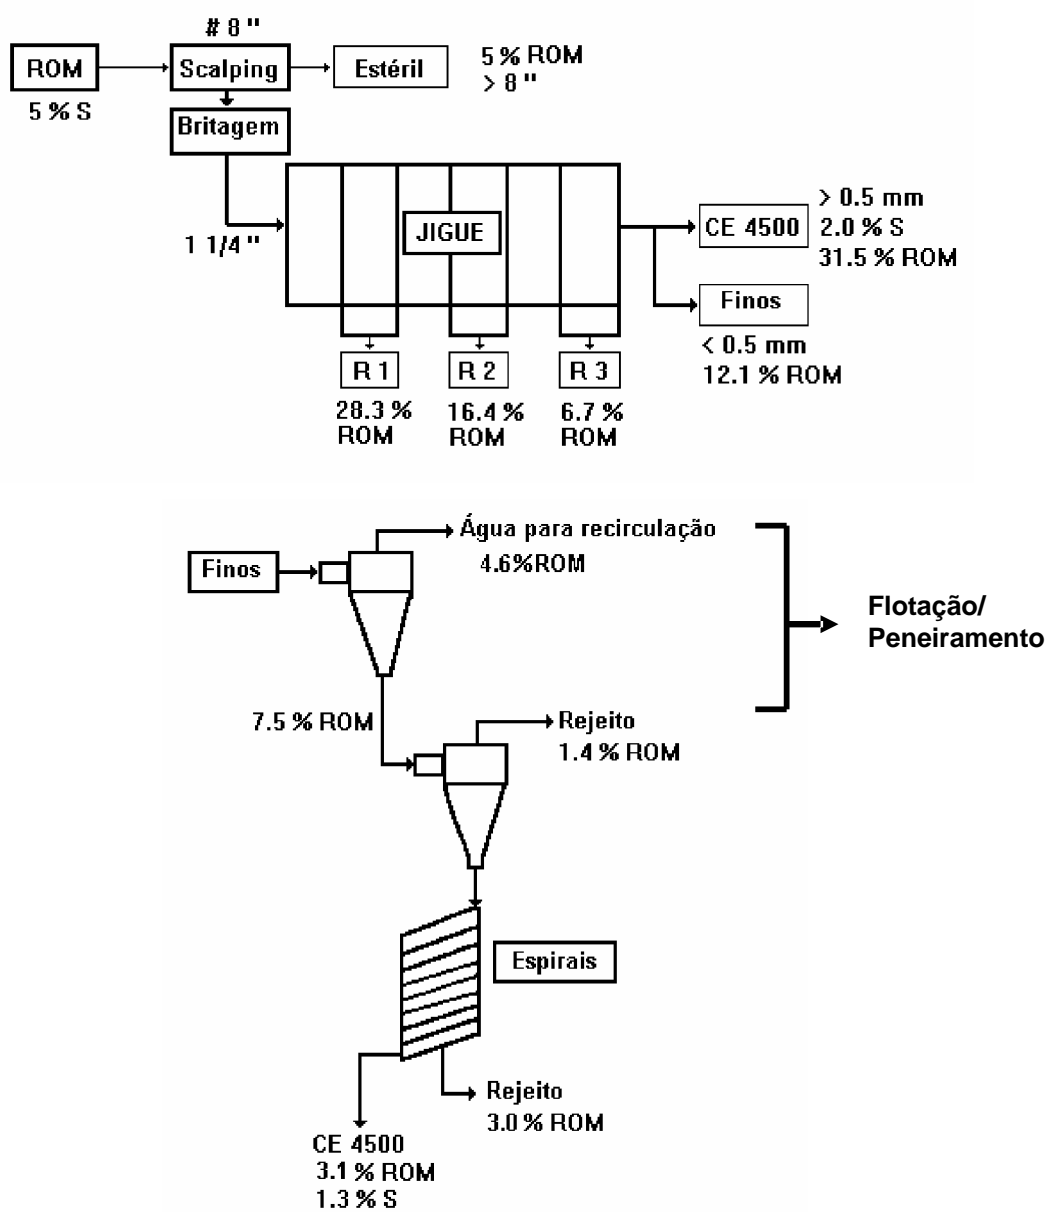 # 8 "
ROM
Scalping
Estéril
5 % ROM
> 8 "
5 % S
Britagem
1 1/4 "
JIGUE
CE 4500
> 0.5 mm
2.0 % S
31.5 % ROM
Finos
< 0.5 mm
12.1 % ROM
R 1
R 2
R 3
28.3 %
ROM
16.4 %
ROM
6.7 %
ROM
Finos
Água para recirculação
4.6%ROM
Flotação/
Peneiramento
7.5 % ROM
Rejeito
1.4 % ROM
Espirais
Rejeito
3.0 % ROM
CE 4500
3.1 % ROM
1.3 % S